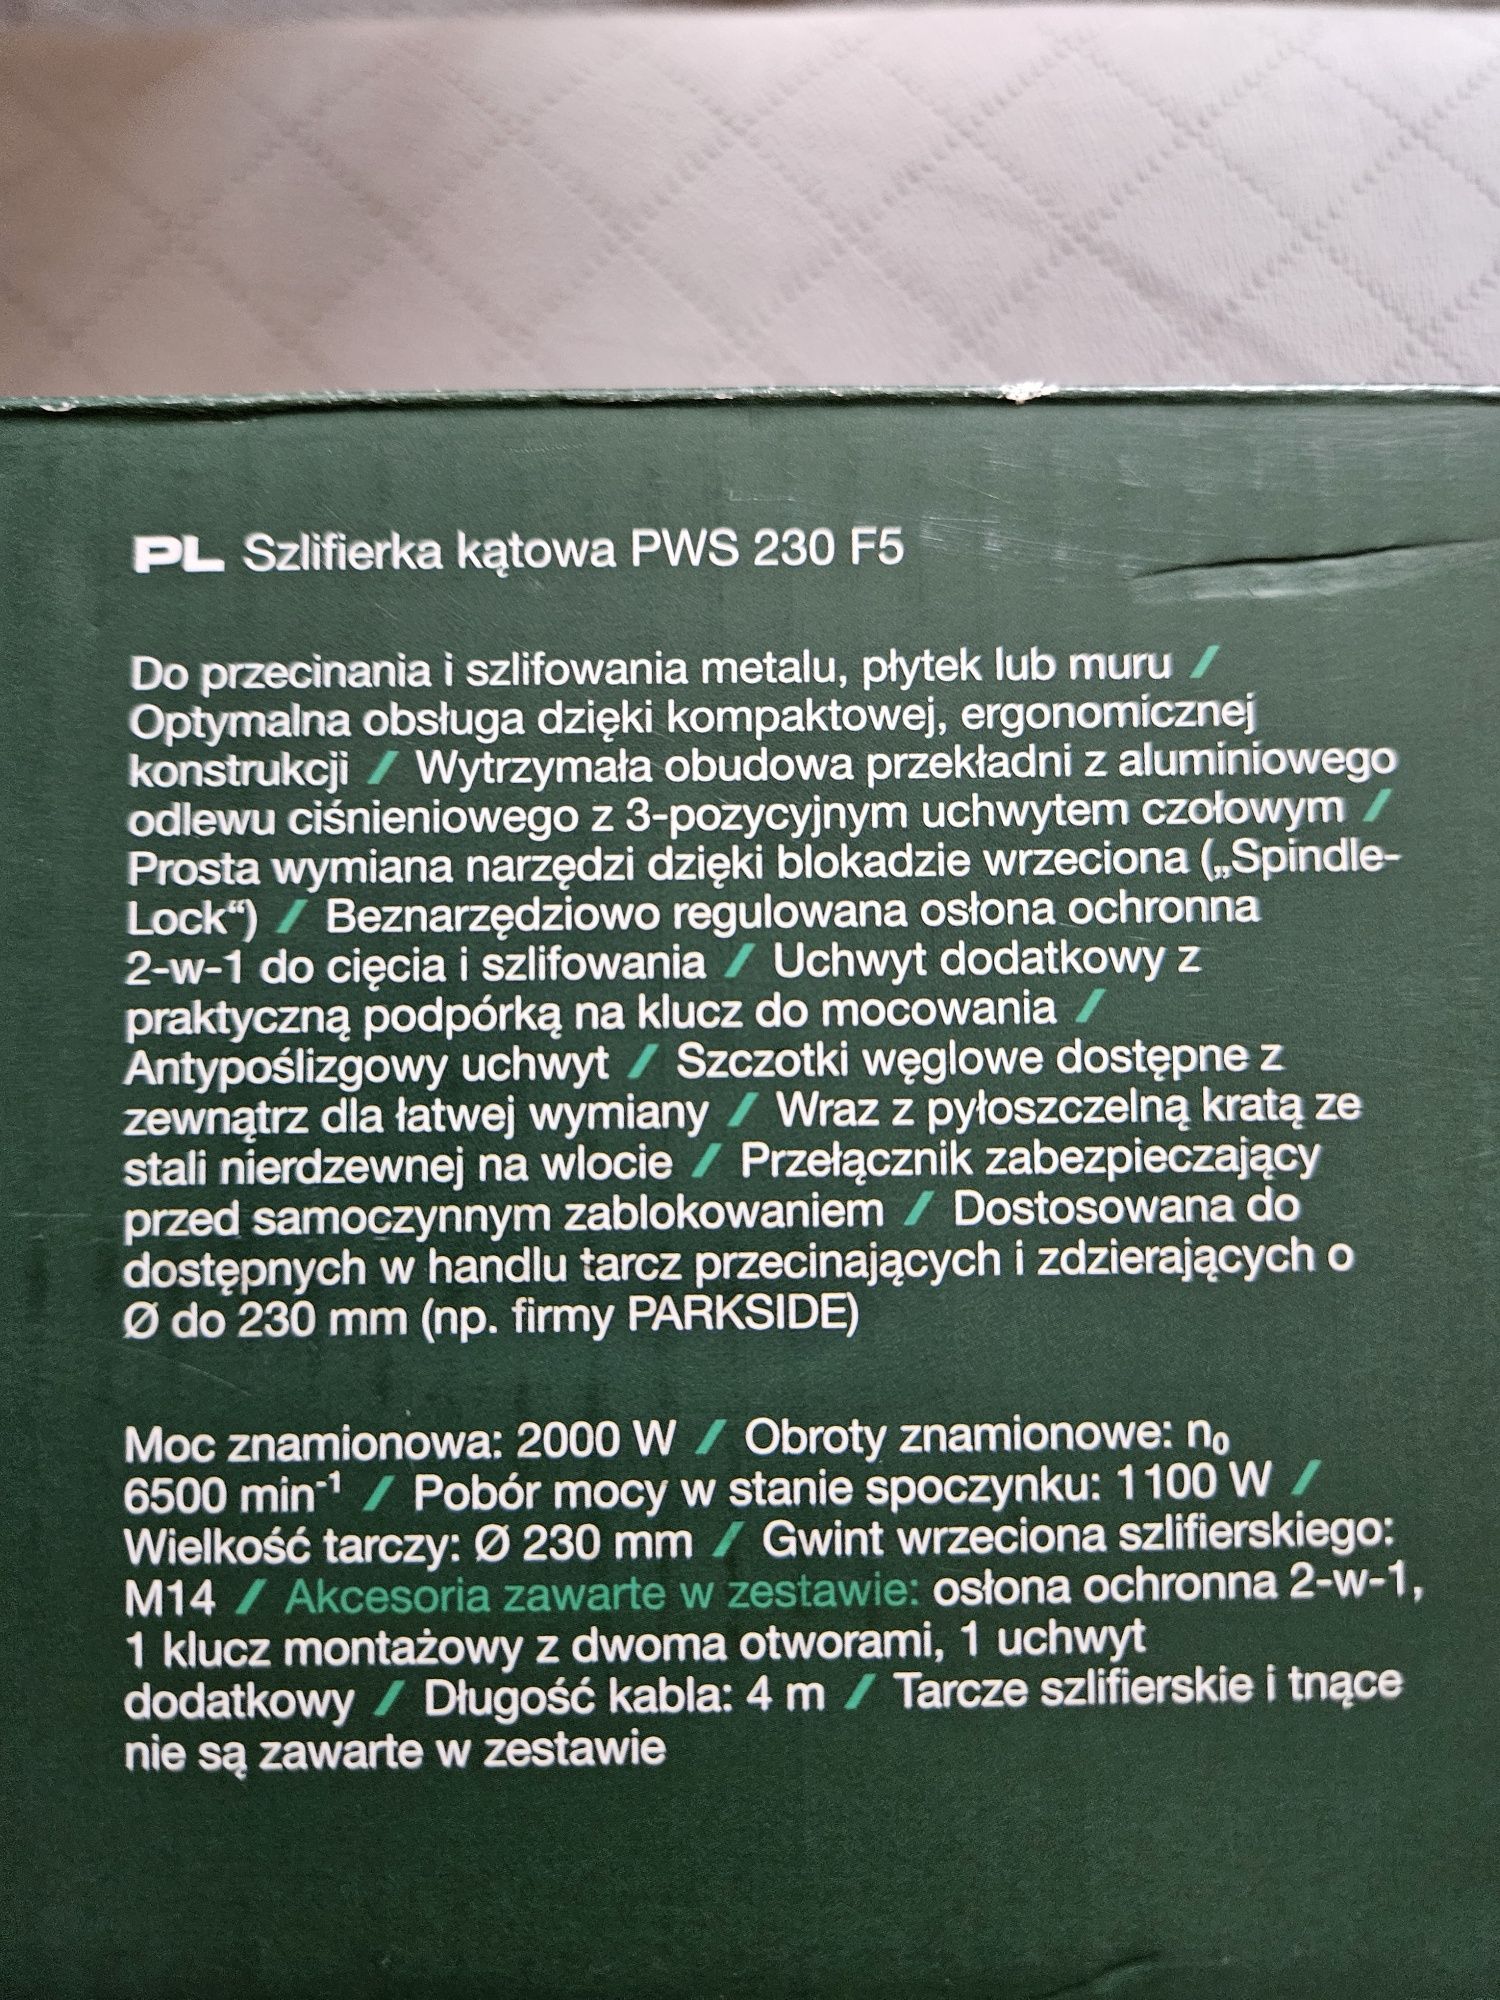 PL Szlifierka kątowa PWS 230 F5
Do przecinania i szlifowania metalu, płytek lub muru /
Optymalna obsługa dzięki kompaktowej, ergonomicznej
konstrukcji / Wytrzymała obudowa przekładni z aluminiowego
odlewu ciśnieniowego z 3-pozycyjnym uchwytem czołowym /
Prosta wymiana narzędzi dzięki blokadzie wrzeciona („Spindle-
Lock“) / Beznarzędziowo regulowana osłona ochronna
2-w-1 do cięcia i szlifowania / Uchwyt dodatkowy z
praktyczną podpórką na klucz do mocowania /
Antypoślizgowy uchwyt / Szczotki węglowe dostępne z
zewnątrz dla łatwej wymiany / Wraz z pyłoszczelną kratą ze
stali nierdzewnej na wlocie / Przełącznik zabezpieczający
przed samoczynnym zablokowaniem / Dostosowana do
dostępnych w handlu tarcz przecinających i zdzierających o
Ø do 230 mm (np. firmy PARKSIDE)
Moc znamionowa: 2000 W / Obroty znamionowe: n₀
6500 min⁻¹ / Pobór mocy w stanie spoczynku: 1100 W /
Wielkość tarczy: Ø 230 mm / Gwint wrzeciona szlifierskiego:
M14 / Akcesoria zawarte w zestawie: osłona ochronna 2-w-1,
1 klucz montażowy z dwoma otworami, 1 uchwyt
dodatkowy / Długość kabla: 4 m / Tarcze szlifierskie i tnące
nie są zawarte w zestawie